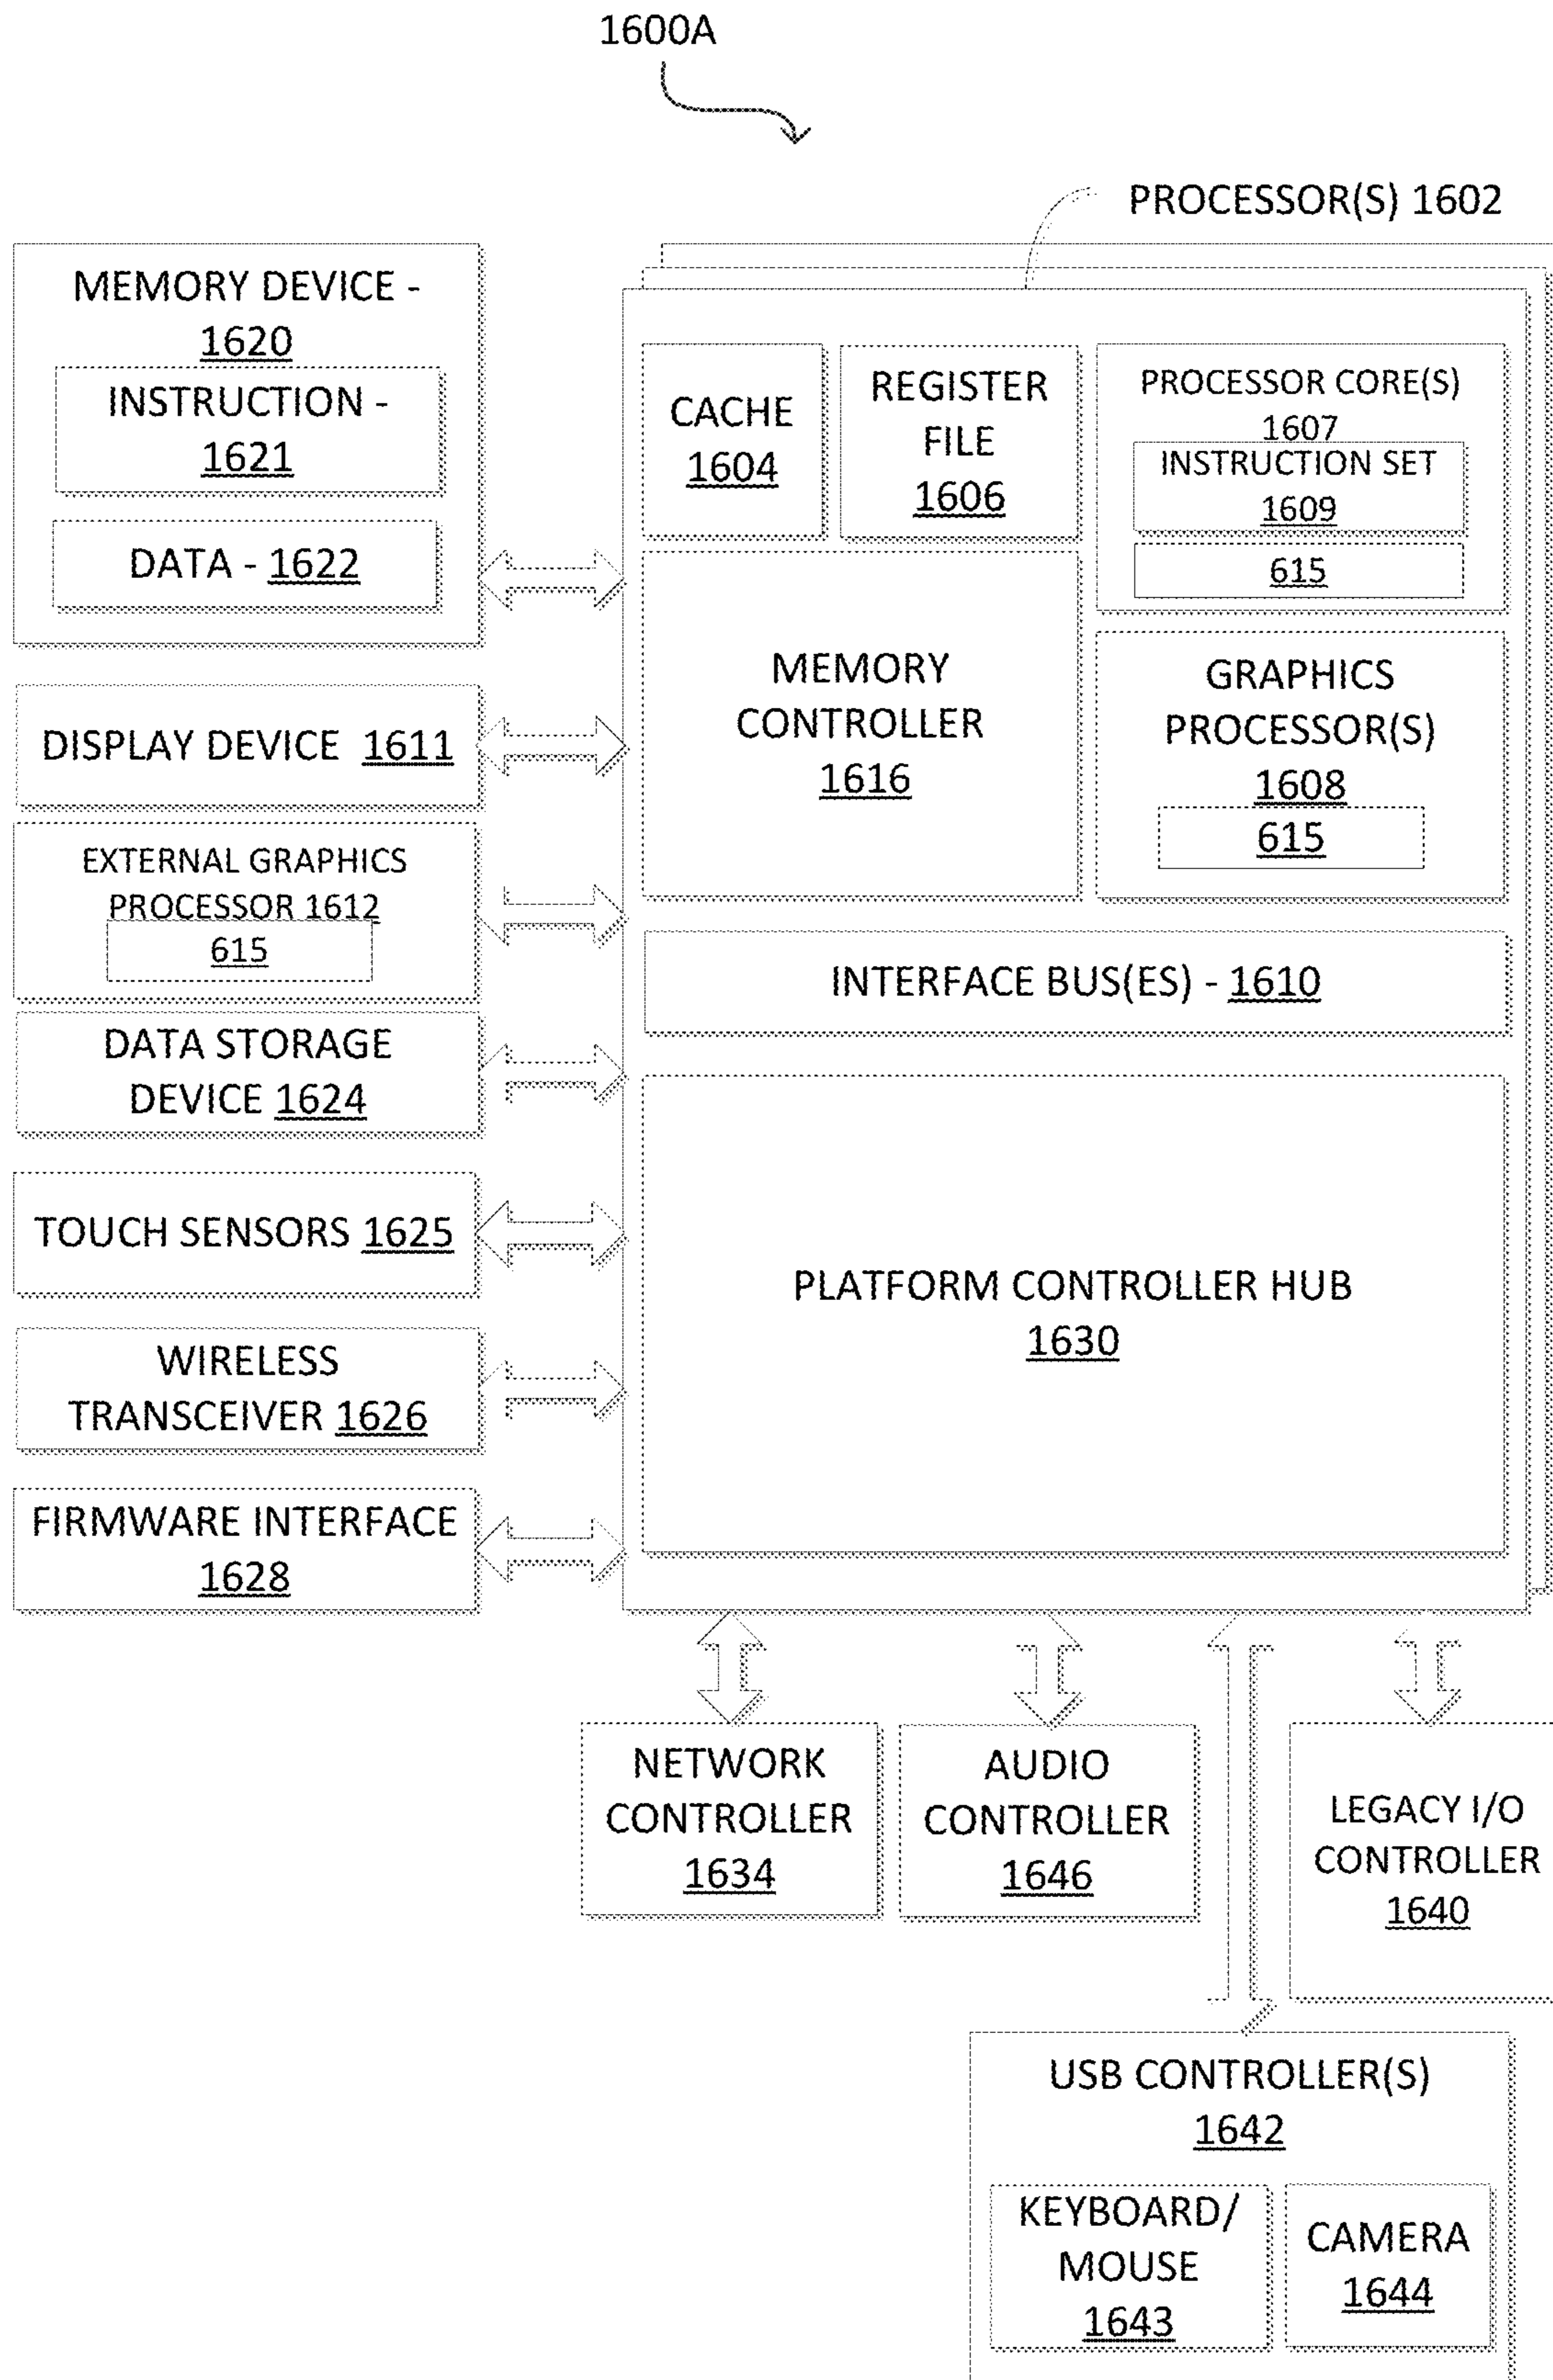 1600A
PROCESSOR(S) 1602
MEMORY DEVICE -
1620
INSTRUCTION -
1621
DATA - 1622
DISPLAY DEVICE 1611
EXTERNAL GRAPHICS
PROCESSOR 1612
615
DATA STORAGE
DEVICE 1624
TOUCH SENSORS 1625
WIRELESS
TRANSCEIVER 1626
FIRMWARE INTERFACE
1628
CACHE
1604
REGISTER
FILE
1606
PROCESSOR CORE(S)
1607
INSTRUCTION SET
1609
615
MEMORY
CONTROLLER
1616
GRAPHICS
PROCESSOR(S)
1608
615
INTERFACE BUS(ES) - 1610
PLATFORM CONTROLLER HUB
1630
NETWORK
CONTROLLER
1634
AUDIO
CONTROLLER
1646
LEGACY I/O
CONTROLLER
1640
USB CONTROLLER(S)
1642
KEYBOARD/
MOUSE
1643
CAMERA
1644